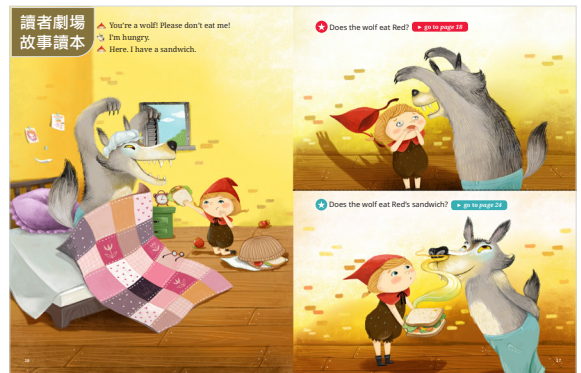 讀者劇場
故事讀本
You're a wolf! Please don't eat me!
I'm hungry.
Here. I have a sandwich.
Does the wolf eat Red? ► go to page 18
Does the wolf eat Red's sandwich? ► go to page 24
17